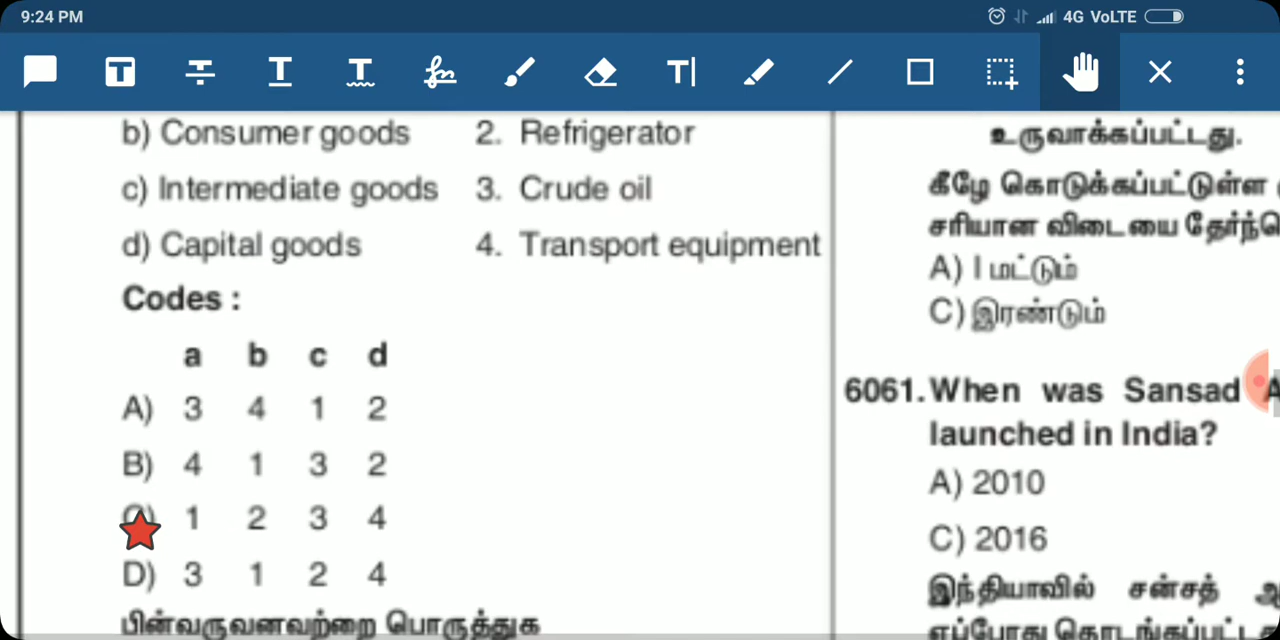 9:24 PM
4G VoLTE
b) Consumer goods 2. Refrigerator
c) Intermediate goods 3. Crude oil
d) Capital goods 4. Transport equipment
Codes :
a b c d
A) 3 4 1 2
B) 4 1 3 2
C) 1 2 3 4
D) 3 1 2 4
பின்வருவனவற்றை பொருத்துக
உருவாக்கப்பட்டது.
கீழே கொடுக்கப்பட்டுள்ள
சரியான விடையை
A) I மட்டும்
C) இரண்டும்
6061. When was Sansad
launched in India?
A) 2010
C) 2016
இந்தியாவில் சன்சத்
எப்போது